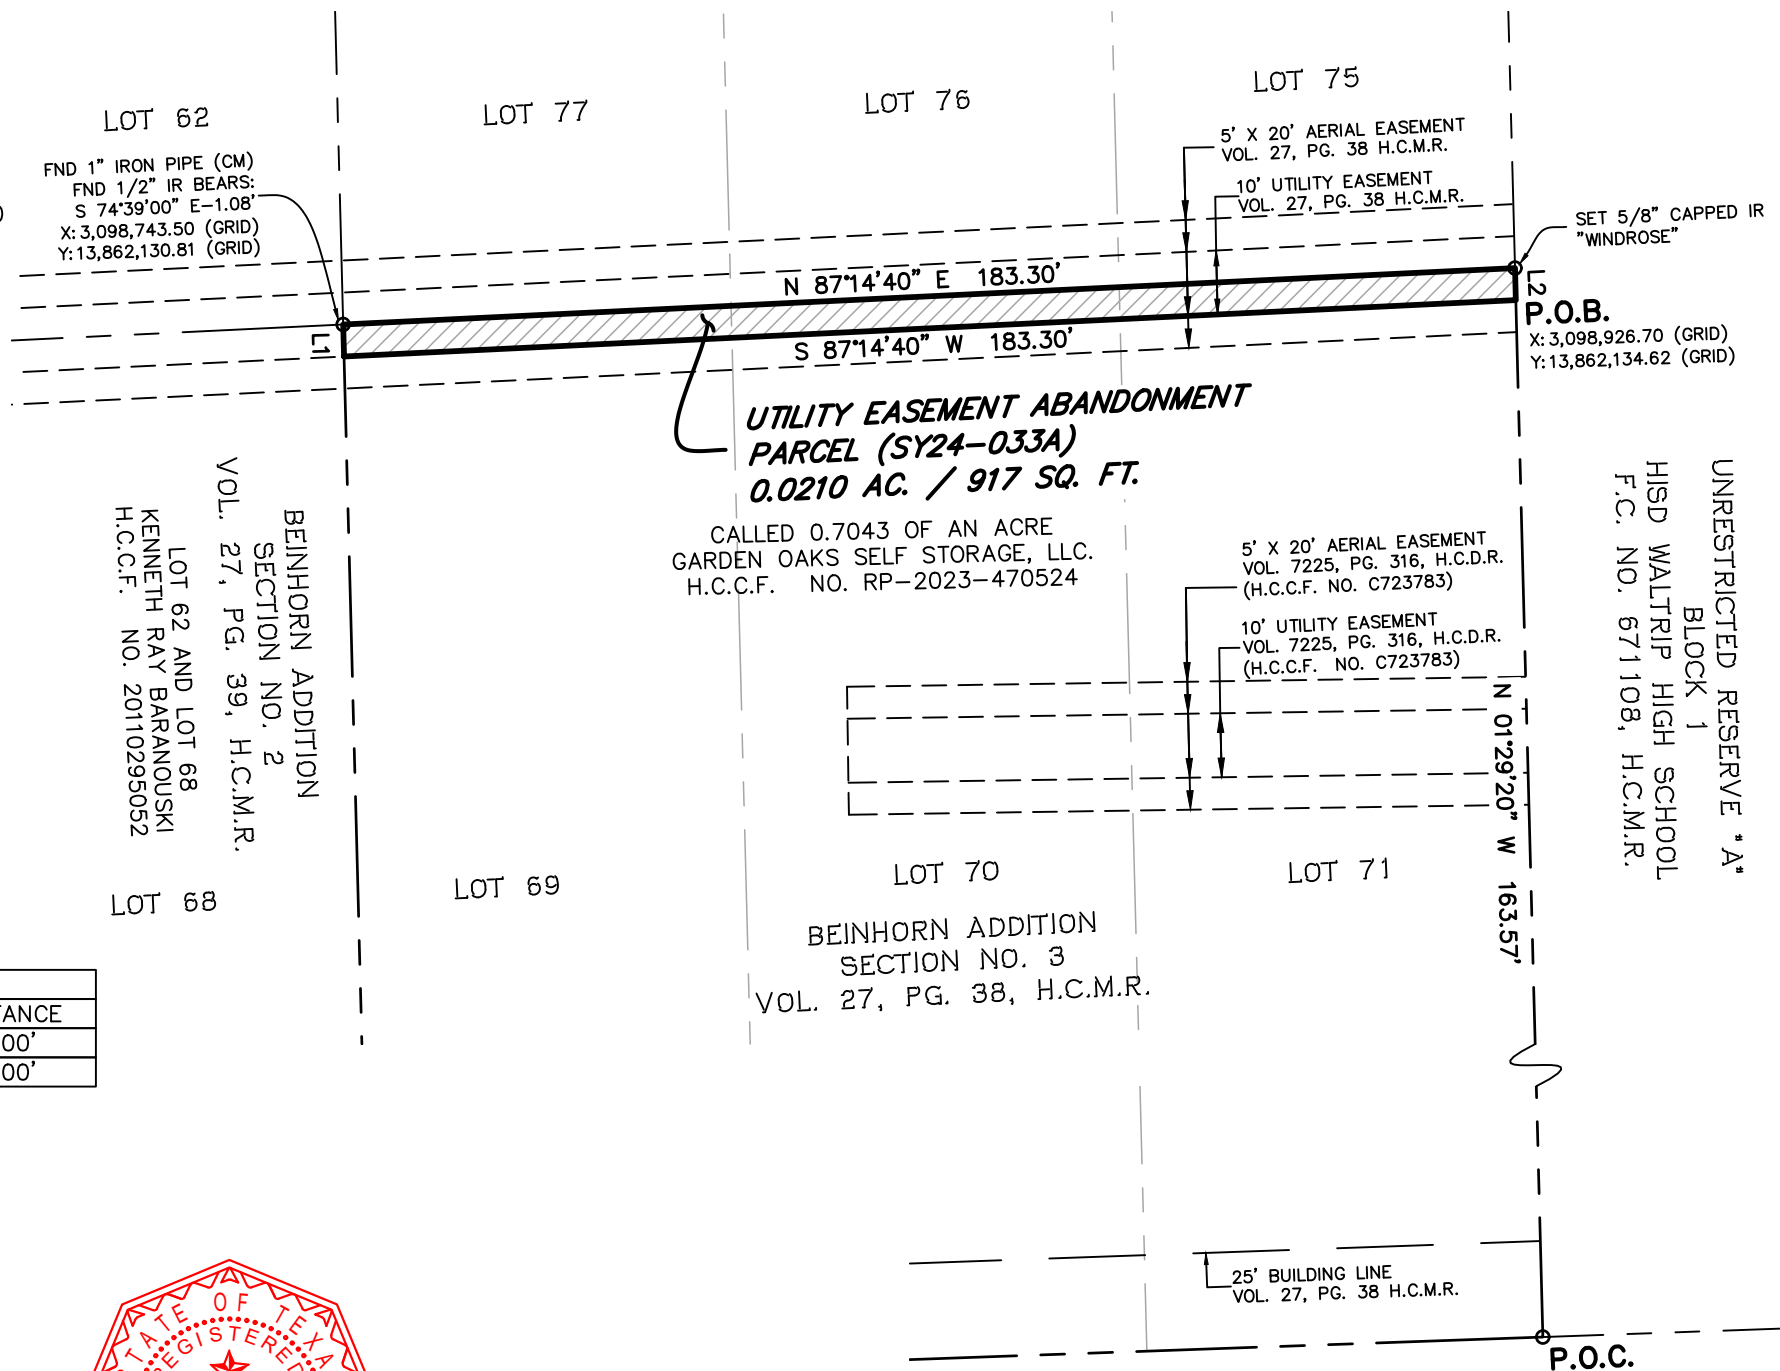 LOT 62
LOT 77
LOT 76
LOT 75
FND 1" IRON PIPE (CM)
FND 1/2" IR BEARS:
S 74°39'00" E-1.08'
X: 3,098,743.50 (GRID)
Y: 13,862,130.81 (GRID)
)
5' X 20' AERIAL EASEMENT
VOL. 27, PG. 38 H.C.M.R.
10' UTILITY EASEMENT
VOL. 27, PG. 38 H.C.M.R.
SET 5/8" CAPPED IR
"WINDROSE"
N 87°14'40" E 183.30'
S 87°14'40" W 183.30'
L1
L2
P.O.B.
X: 3,098,926.70 (GRID)
Y: 13,862,134.62 (GRID)
UTILITY EASEMENT ABANDONMENT
PARCEL (SY24-033A)
0.0210 AC. / 917 SQ. FT.
CALLED 0.7043 OF AN ACRE
GARDEN OAKS SELF STORAGE, LLC.
H.C.C.F. NO. RP-2023-470524
5' X 20' AERIAL EASEMENT
VOL. 7225, PG. 316, H.C.D.R.
(H.C.C.F. NO. C723783)
10' UTILITY EASEMENT
VOL. 7225, PG. 316, H.C.D.R.
(H.C.C.F. NO. C723783)
BEINHORN ADDITION
SECTION NO. 2
VOL. 27, PG. 39, H.C.M.R.
LOT 62 AND LOT 68
KENNETH RAY BARANOUSKI
H.C.C.F. NO. 20110295052
UNRESTRICTED RESERVE "A"
BLOCK 1
HISD WALTRIP HIGH SCHOOL
F.C. NO. 671108, H.C.M.R.
N 01°29'20" W 163.57'
LOT 68
LOT 69
LOT 70
LOT 71
BEINHORN ADDITION
SECTION NO. 3
VOL. 27, PG. 38, H.C.M.R.
TANCE
00'
00'
25' BUILDING LINE
VOL. 27, PG. 38 H.C.M.R.
P.O.C.
STATE OF TEXA
REGISTERED